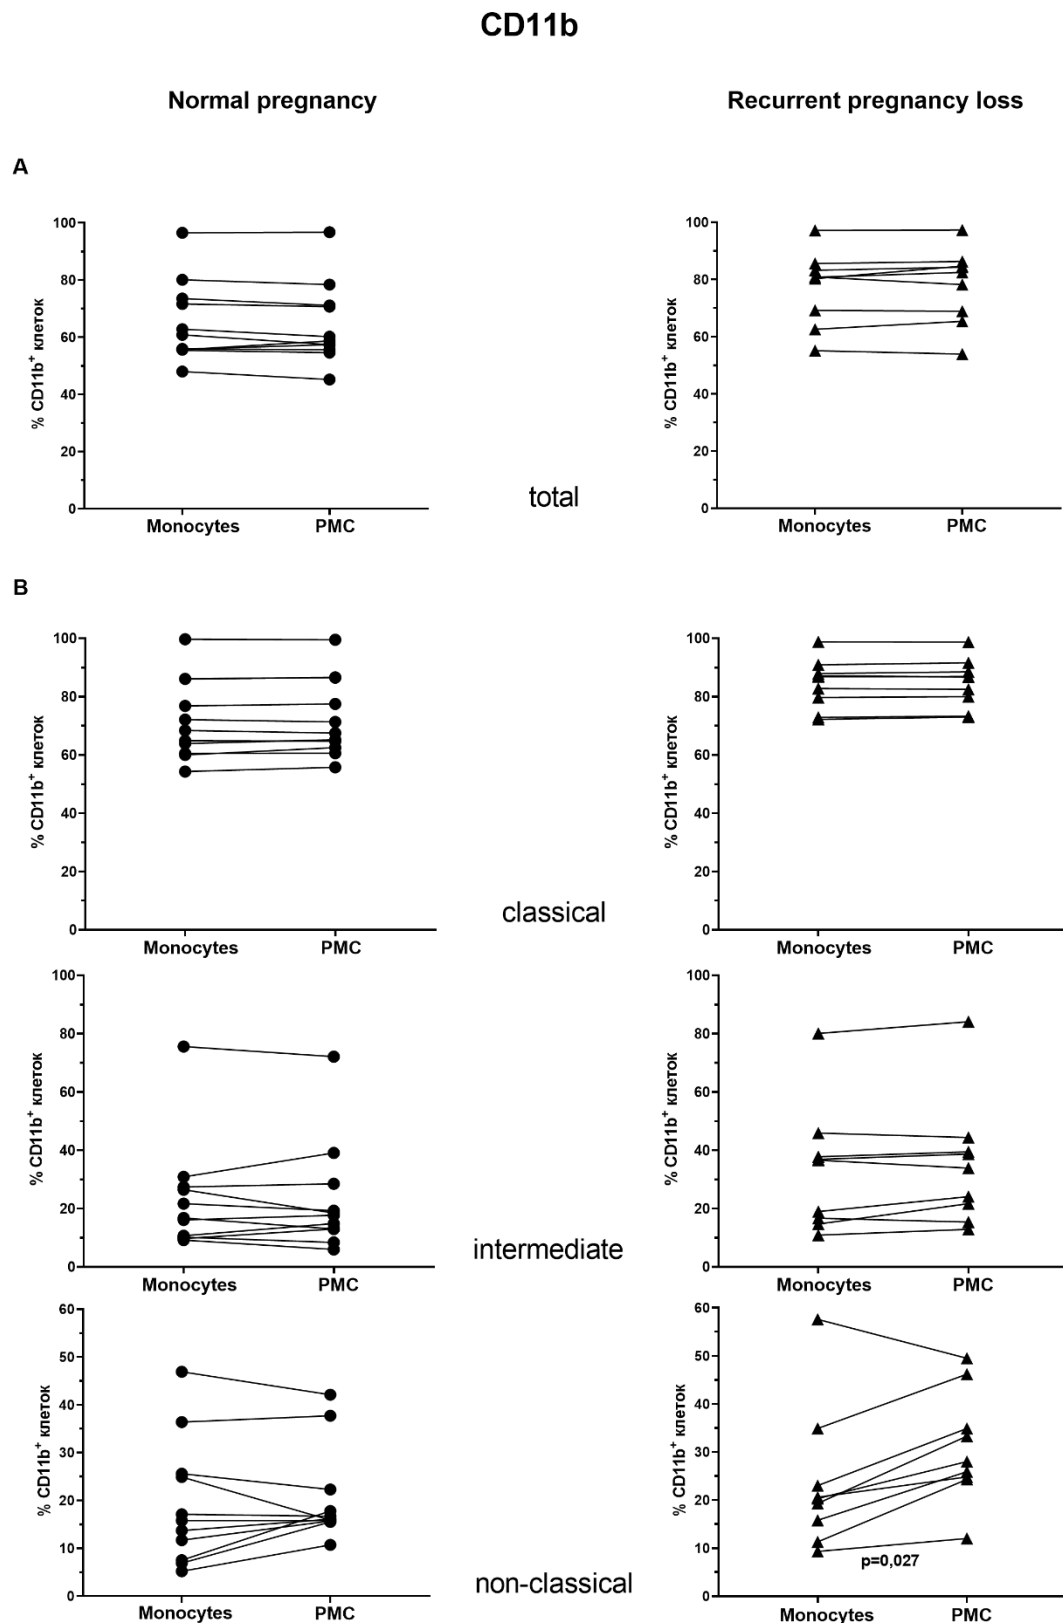 CD11b
Normal pregnancy
Recurrent pregnancy loss
A
% CD11b⁺ клеток
100
80
60
40
20
0
Monocytes
PMC
total
% CD11b⁺ клеток
100
80
60
40
20
0
Monocytes
PMC
B
% CD11b⁺ клеток
100
80
60
40
20
0
Monocytes
PMC
classical
% CD11b⁺ клеток
100
80
60
40
20
0
Monocytes
PMC
% CD11b⁺ клеток
100
80
60
40
20
0
Monocytes
PMC
intermediate
% CD11b⁺ клеток
100
80
60
40
20
0
Monocytes
PMC
% CD11b⁺ клеток
60
50
40
30
20
10
0
Monocytes
PMC
non-classical
% CD11b⁺ клеток
60
50
40
30
20
10
0
p=0,027
Monocytes
PMC